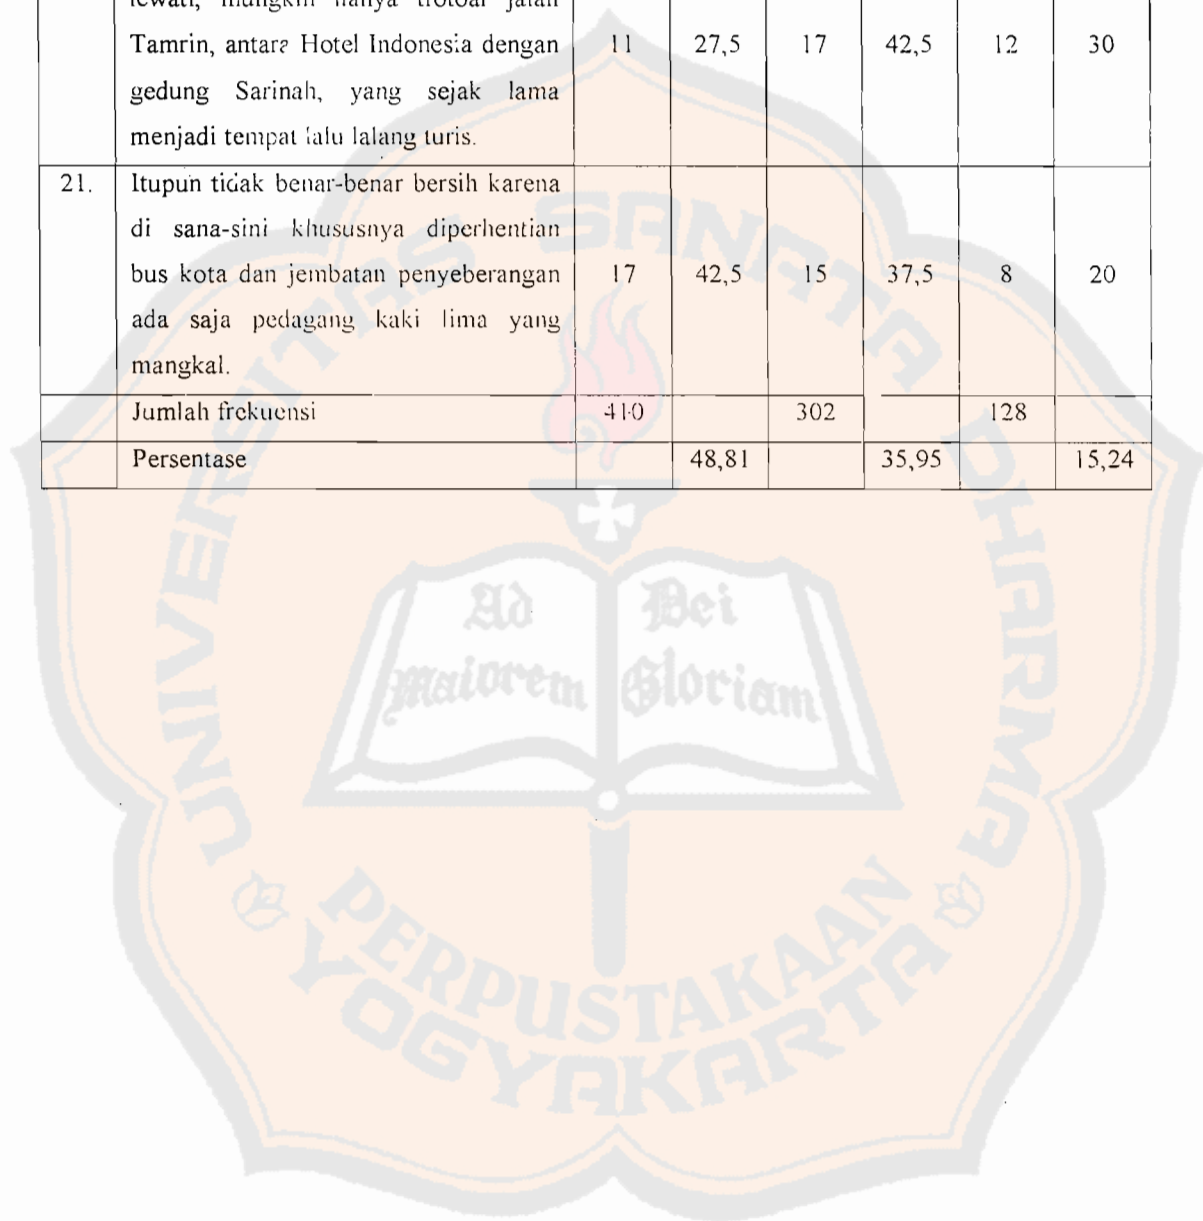 Tamrin, antara Hotel Indonesia dengan 11 27,5 17 42,5 12 30
gedung Sarinah, yang sejak lama
menjadi tempat lalu lalang turis.
21. Itupun tidak benar-benar bersih karena
di sana-sini khususnya diperhentian
bus kota dan jembatan penyeberangan 17 42,5 15 37,5 8 20
ada saja pedagang kaki lima yang
mangkal.
Jumlah frekuensi 410 302 128
Persentase 48,81 35,95 15,24
UNIVERSITAS SANATA DHARMA
Ad Dei
maiorem Gloriam
PERPUSTAKAAN
YOGYAKARTA